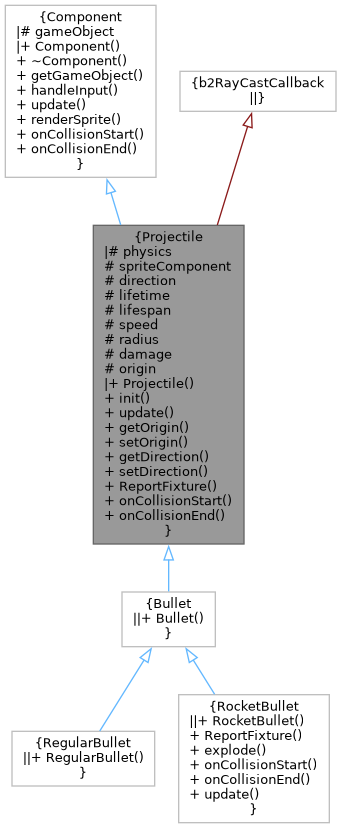 {Component
|# gameObject
|+ Component()
+ ~Component()
+ getGameObject()
+ handleInput()
+ update()
+ renderSprite()
+ onCollisionStart()
+ onCollisionEnd()
}
{b2RayCastCallback
||}
{Projectile
|# physics
# spriteComponent
# direction
# lifetime
# lifespan
# speed
# radius
# damage
# origin
|+ Projectile()
+ init()
+ update()
+ getOrigin()
+ setOrigin()
+ getDirection()
+ setDirection()
+ ReportFixture()
+ onCollisionStart()
+ onCollisionEnd()
}
{Bullet
||+ Bullet()
}
{RegularBullet
||+ RegularBullet()
}
{RocketBullet
||+ RocketBullet()
+ ReportFixture()
+ explode()
+ onCollisionStart()
+ onCollisionEnd()
+ update()
}